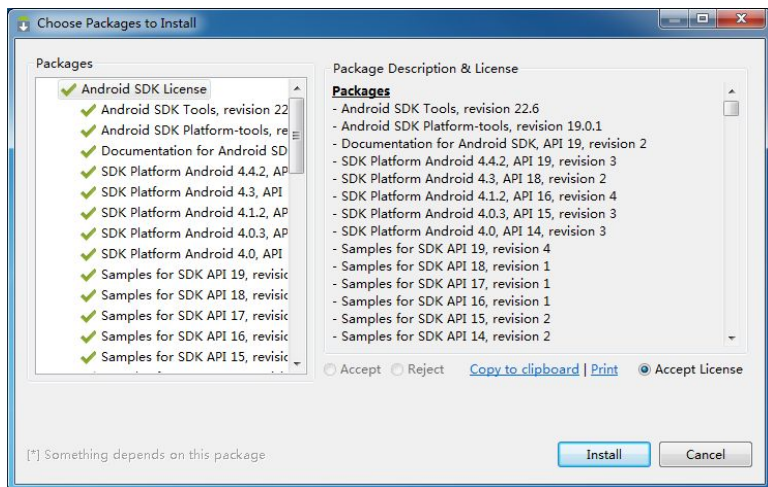 Choose Packages to Install
Packages
Android SDK License
Android SDK Tools, revision 22
Android SDK Platform-tools, re
Documentation for Android SD
SDK Platform Android 4.4.2, AP
SDK Platform Android 4.3, API
SDK Platform Android 4.1.2, AP
SDK Platform Android 4.0.3, AP
SDK Platform Android 4.0, API
Samples for SDK API 19, revisic
Samples for SDK API 18, revisic
Samples for SDK API 17, revisic
Samples for SDK API 16, revisic
Samples for SDK API 15, revisic
Package Description & License
Packages
- Android SDK Tools, revision 22.6
- Android SDK Platform-tools, revision 19.0.1
- Documentation for Android SDK, API 19, revision 2
- SDK Platform Android 4.4.2, API 19, revision 3
- SDK Platform Android 4.3, API 18, revision 2
- SDK Platform Android 4.1.2, API 16, revision 4
- SDK Platform Android 4.0.3, API 15, revision 3
- SDK Platform Android 4.0, API 14, revision 3
- Samples for SDK API 19, revision 4
- Samples for SDK API 18, revision 1
- Samples for SDK API 17, revision 1
- Samples for SDK API 16, revision 1
- Samples for SDK API 15, revision 2
- Samples for SDK API 14, revision 2
Accept Reject Copy to clipboard | Print Accept License
[*] Something depends on this package
Install Cancel